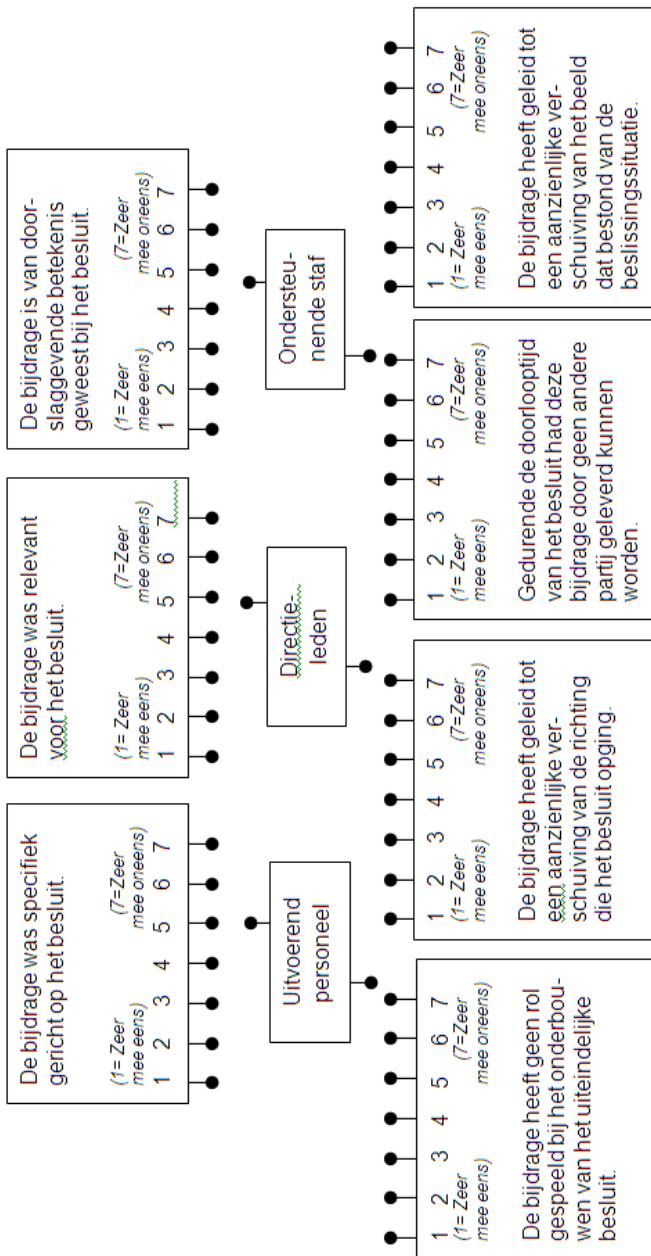 De bijdrage was specifiek
gericht op het besluit.
(1= Zeer
mee eens)
(7=Zeer
mee oneens)
1 2 3 4 5 6 7
De bijdrage was relevant
voor het besluit.
(1= Zeer
mee eens)
(7=Zeer
mee oneens)
1 2 3 4 5 6 7
De bijdrage is van door-
slaggevende betekenis
geweest bij het besluit.
(1= Zeer
mee eens)
(7=Zeer
mee oneens)
1 2 3 4 5 6 7
Uitvoerend
personeel
Directie-
leden
Ondersteu-
nende staf
1 2 3 4 5 6 7
(1= Zeer
mee eens)
(7=Zeer
mee oneens)
De bijdrage heeft geen rol
gespeeld bij het onderbou-
wen van het uiteindelijke
besluit.
1 2 3 4 5 6 7
(1= Zeer
mee eens)
(7=Zeer
mee oneens)
De bijdrage heeft geleid tot
een aanzienlijke ver-
schuiving van de richting
die het besluit opging.
1 2 3 4 5 6 7
(1= Zeer
mee eens)
(7=Zeer
mee oneens)
Gedurende de doorlooptijd
van het besluit had deze
bijdrage door geen andere
partij geleverd kunnen
worden.
1 2 3 4 5 6 7
(1= Zeer
mee eens)
(7=Zeer
mee oneens)
De bijdrage heeft geleid tot
een aanzienlijke ver-
schuiving van het beeld
dat bestond van de
beslissingssituatie.